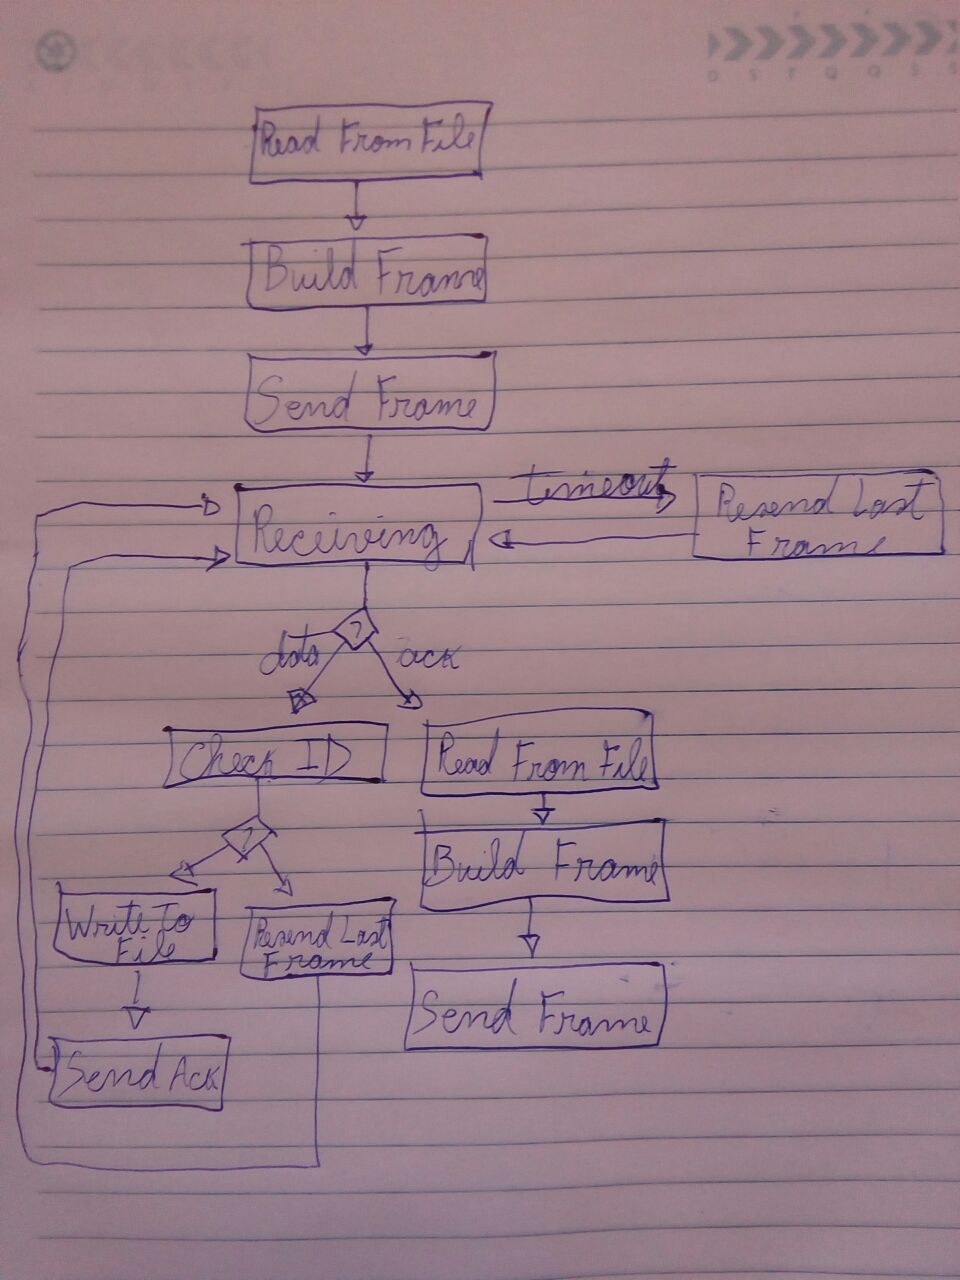 Read From File
Build Frame
Send Frame
timeout
Receiving
Resend Last
Frame
?
data
ack
Check ID
Read From File
?
Build Frame
Write To
File
Resend Last
Frame
Send Frame
Send Ack